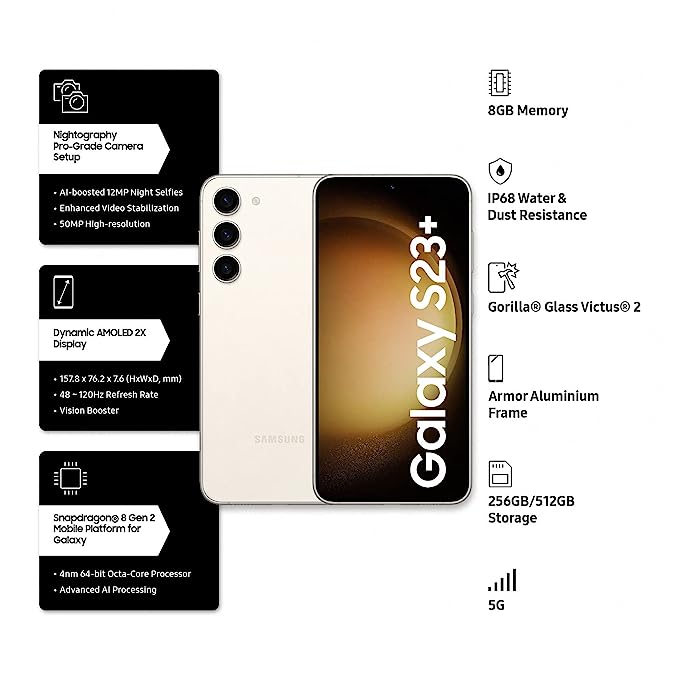 Nightography
Pro-Grade Camera
Setup
• AI-boosted 12MP Night Selfies
• Enhanced Video Stabilization
• 50MP High-resolution
Dynamic AMOLED 2X
Display
• 157.8 x 76.2 x 7.6 (HxWxD, mm)
• 48 ~ 120Hz Refresh Rate
• Vision Booster
Snapdragon® 8 Gen 2
Mobile Platform for
Galaxy
• 4nm 64-bit Octa-Core Processor
• Advanced AI Processing
SAMSUNG
Galaxy S23+
8GB Memory
IP68 Water &
Dust Resistance
Gorilla® Glass Victus® 2
Armor Aluminium
Frame
256GB/512GB
Storage
5G